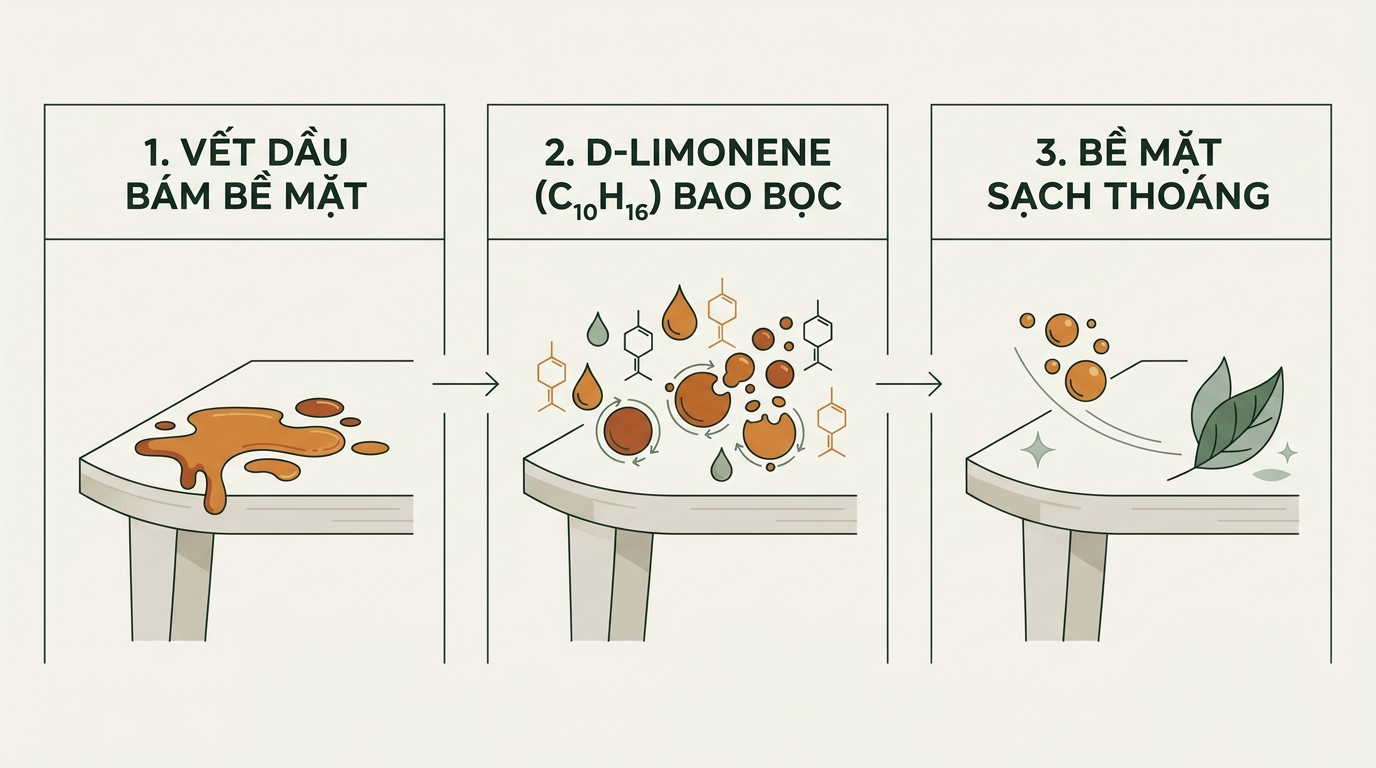 1. VẾT DẦU
BÁM BỀ MẶT
2. D-LIMONENE
(C₁₀H₁₆) BAO BỌC
3. BỀ MẶT
SẠCH THOÁNG